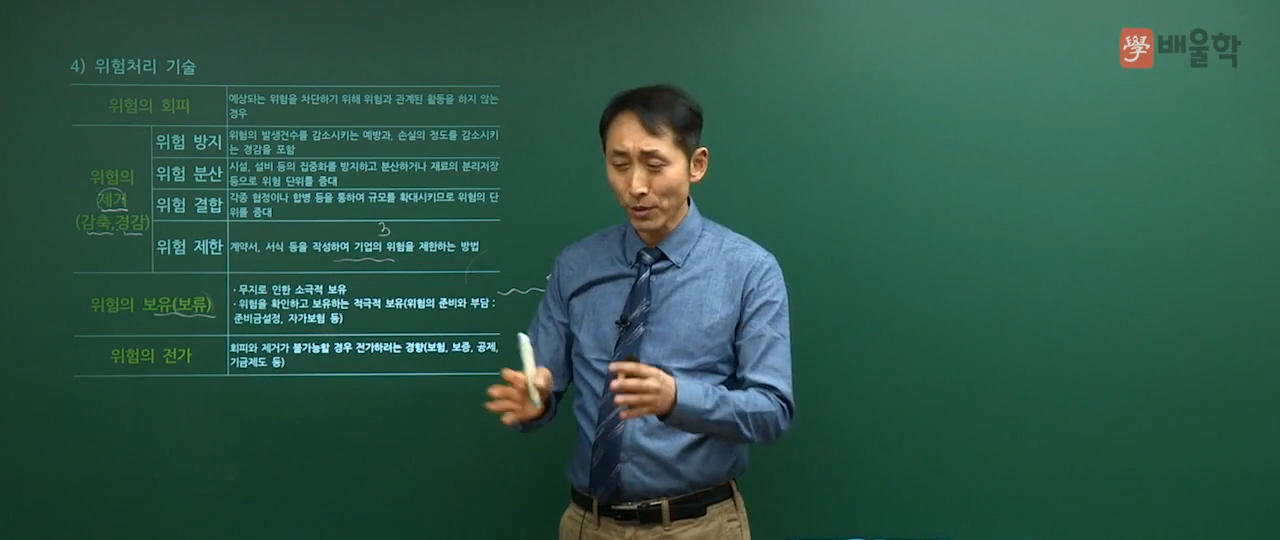 學 배울학
4) 위험처리 기술
위험의 회피
예상되는 위험을 차단하기 위해 위험과 관계된 활동을 하지 않는
경우
위험의
제거
(감축,경감)
위험 방지
위험의 발생건수를 감소시키는 예방과, 손실의 정도를 감소시키
는 경감을 포함
위험 분산
시설, 설비 등의 집중화를 방지하고 분산하거나 재료의 분리저장
등으로 위험 단위를 증대
위험 결합
각종 협정이나 합병 등을 통하여 규모를 확대시키므로 위험의 단
위를 증대
3
위험 제한
계약서, 서식 등을 작성하여 기업의 위험을 제한하는 방법
위험의 보유(보류)
· 무지로 인한 소극적 보유
· 위험을 확인하고 보유하는 적극적 보유(위험의 준비와 부담 :
준비금설정, 자가보험 등)
위험의 전가
회피와 제거가 불가능할 경우 전가하려는 경향(보험, 보증, 공제,
기금제도 등)